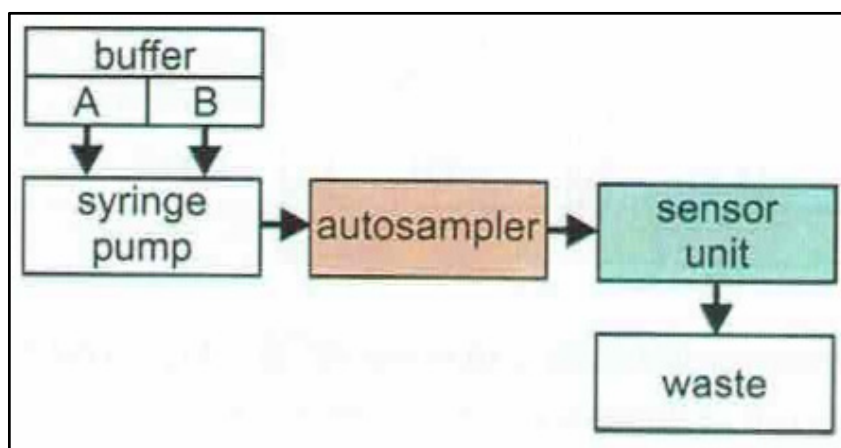 buffer
A B
syringe
pump
autosampler
sensor
unit
waste